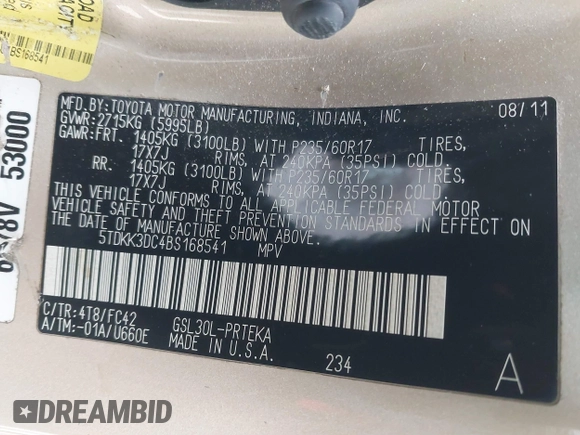 BS168541
53000
MFD.BY:TOYOTA MOTOR MANUFACTURING, INDIANA, INC. 08/11
GVWR:2715KG (5995LB)
GAWR:FRT. 1405KG (3100LB) WITH P235/60R17 TIRES,
17X7J RIMS, AT 240KPA (35PSI) COLD.
RR. 1405KG (3100LB) WITH P235/60R17 TIRES,
17X7J RIMS, AT 240KPA (35PSI) COLD.
THIS VEHICLE CONFORMS TO ALL APPLICABLE FEDERAL MOTOR
VEHICLE SAFETY AND THEFT PREVENTION STANDARDS IN EFFECT ON
THE DATE OF MANUFACTURE SHOWN ABOVE.
5TDKK3DC4BS168541 MPV
C/TR:4T8/FC42
A/TM:-01A/U660E GSL30L-PRTEKA
MADE IN U.S.A. 234 A
DREAMBID